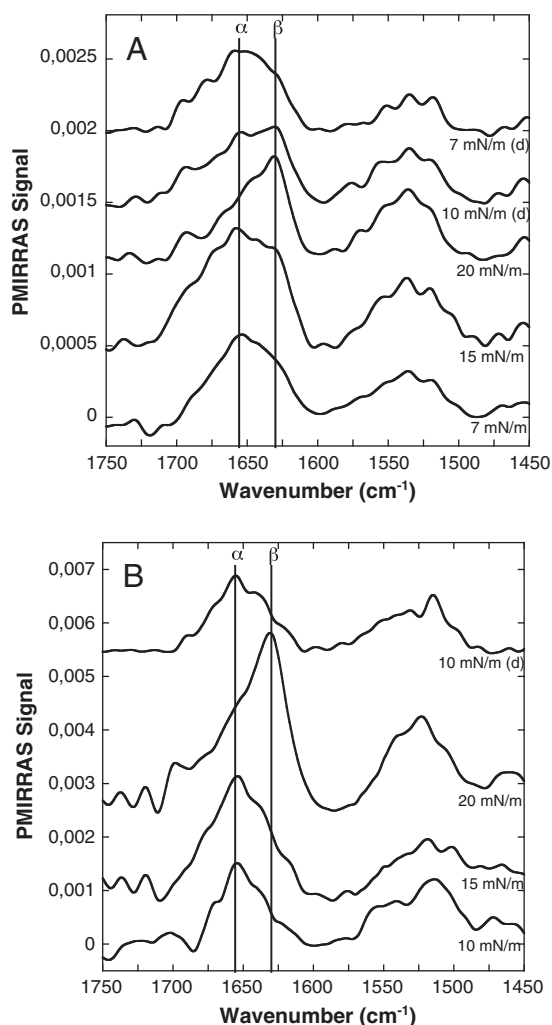 A
α β
PMIRRAS Signal
0,0025
0,002
0,0015
0,001
0,0005
0
7 mN/m (d)
10 mN/m (d)
20 mN/m
15 mN/m
7 mN/m
1750 1700 1650 1600 1550 1500 1450
Wavenumber (cm⁻¹)
B
α β
PMIRRAS Signal
0,007
0,006
0,005
0,004
0,003
0,002
0,001
0
10 mN/m (d)
20 mN/m
15 mN/m
10 mN/m
1750 1700 1650 1600 1550 1500 1450
Wavenumber (cm⁻¹)